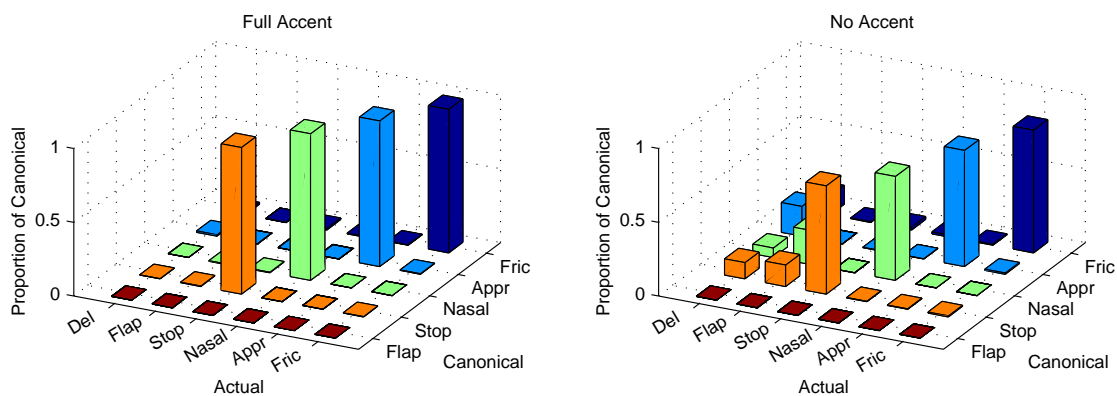 Full Accent
Proportion of Canonical
1
0.5
0
Del
Flap
Stop
Nasal
Appr
Fric
Actual
Fric
Appr
Nasal
Stop
Flap
Canonical
No Accent
Proportion of Canonical
1
0.5
0
Del
Flap
Stop
Nasal
Appr
Fric
Actual
Fric
Appr
Nasal
Stop
Flap
Canonical